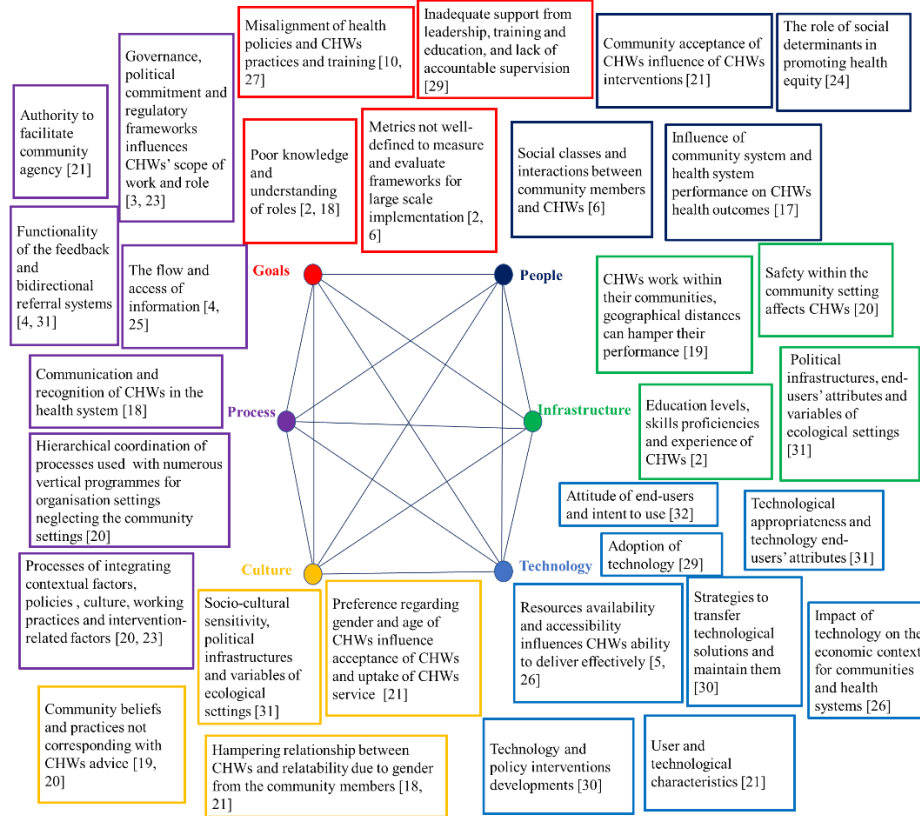 Misalignment of health
policies and CHWs
practices and training [10,
27]
Inadequate support from
leadership, training and
education, and lack of
accountable supervision
[29]
Community acceptance of
CHWs influence of CHWs
interventions [21]
The role of social
determinants in
promoting health
equity [24]
Governance,
political
commitment and
regulatory
frameworks
influences
CHWs' scope of
work and role
[3, 23]
Authority to
facilitate
community
agency [21]
Poor knowledge
and
understanding
of roles [2, 18]
Metrics not well-
defined to measure
and evaluate
frameworks for
large scale
implementation [2,
6]
Social classes and
interactions between
community members
and CHWs [6]
Influence of
community system and
health system
performance on CHWs
health outcomes [17]
Functionality of
the feedback
and
bidirectional
referral systems
[4, 31]
The flow and
access of
information [4,
25]
Goals
People
CHWs work within
their communities,
geographical distances
can hamper their
performance [19]
Safety within the
community setting
affects CHWs [20]
Communication and
recognition of CHWs in
the health system [18]
Process
Infrastructure
Education levels,
skills proficiencies
and experience of
CHWs [2]
Political
infrastructures, end-
users' attributes and
variables of
ecological settings
[31]
Hierarchical coordination of
processes used with numerous
vertical programmes for
organisation settings
neglecting the community
settings [20]
Attitude of end-users
and intent to use [32]
Technological
appropriateness and
technology end-
users' attributes [31]
Adoption of
technology [29]
Culture
Technology
Processes of integrating
contextual factors,
policies , culture, working
practices and intervention-
related factors [20, 23]
Socio-cultural
sensitivity,
political
infrastructures
and variables of
ecological
settings [31]
Preference regarding
gender and age of
CHWs influence
acceptance of CHWs
and uptake of CHWs
service [21]
Resources availability
and accessibility
influences CHWs ability
to deliver effectively [5,
26]
Strategies to
transfer
technological
solutions and
maintain them
[30]
Impact of
technology on the
economic context
for communities
and health
systems [26]
Community beliefs
and practices not
corresponding with
CHWs advice [19,
20]
Hampering relationship between
CHWs and relatability due to gender
from the community members [18,
21]
Technology and
policy interventions
developments [30]
User and
technological
characteristics [21]